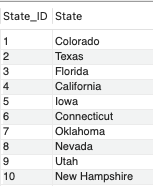 State_ID State
1 Colorado
2 Texas
3 Florida
4 California
5 Iowa
6 Connecticut
7 Oklahoma
8 Nevada
9 Utah
10 New Hampshire